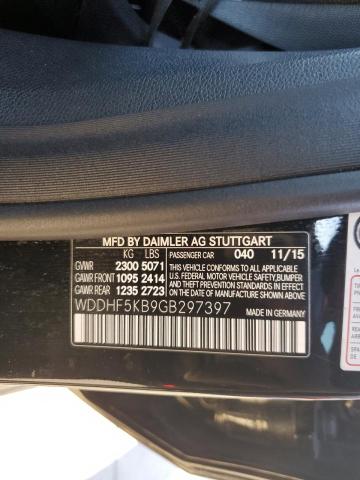 MFD BY DAIMLER AG STUTTGART
KG LBS PASSENGER CAR 040 11/15
GVWR 2300 5071
GAWR FRONT 1095 2414
GAWR REAR 1235 2723
THIS VEHICLE CONFORMS TO ALL APPLICABLE
U.S. FEDERAL MOTOR VEHICLE SAFETY, BUMPER
AND THEFT PREVENTION STANDARDS IN EFFECT
ON THE DATE OF MANUFACTURE SHOWN ABOVE.
WDDHF5KB9GB297397
MADE IN GERMANY